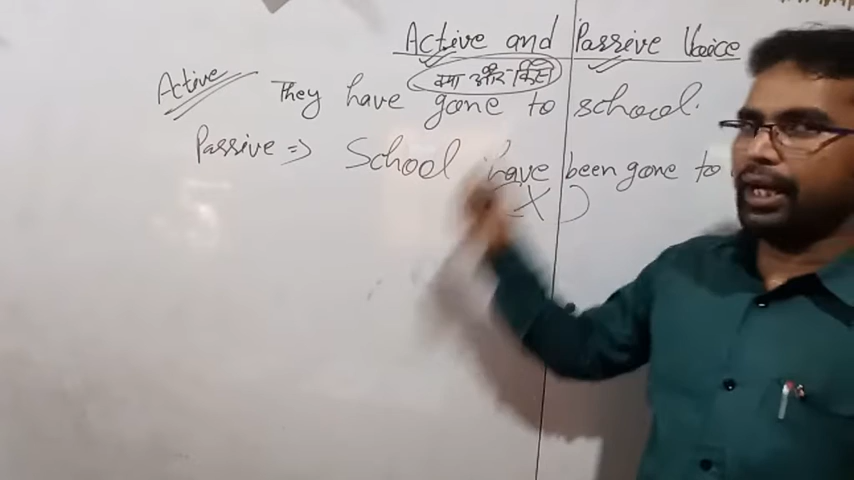 Active and Passive Voice
क्या और किसे
Active They have gone to school.
Passive => School have been gone to
(X)